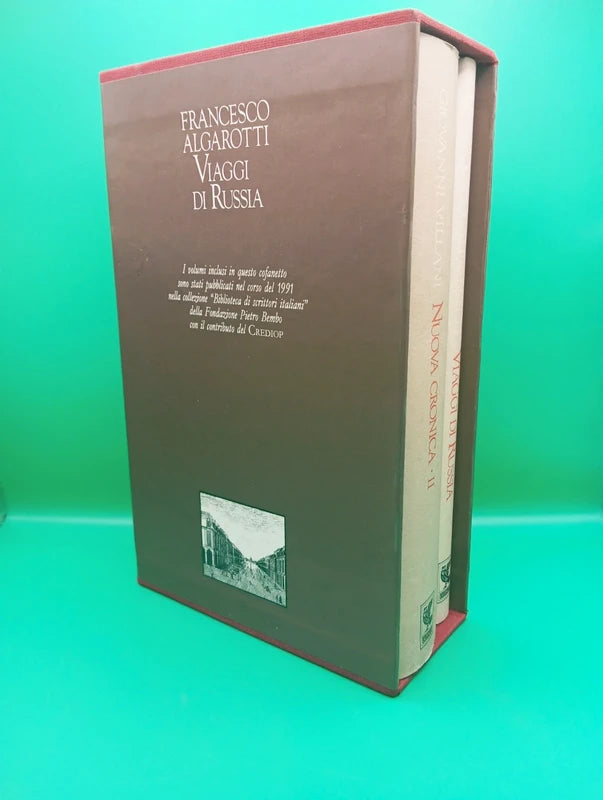 FRANCESCO
ALGAROTTI
VIAGGI
DI RUSSIA
I volumi inclusi in questo cofanetto
sono stati pubblicati nel corso del 1991
nella collezione "Biblioteca di scrittori italiani"
della Fondazione Pietro Bembo
con il contributo del CREDIOP
GIOVANNI VILLANI
NUOVA CRONICA · II
VIAGGI DI RUSSIA